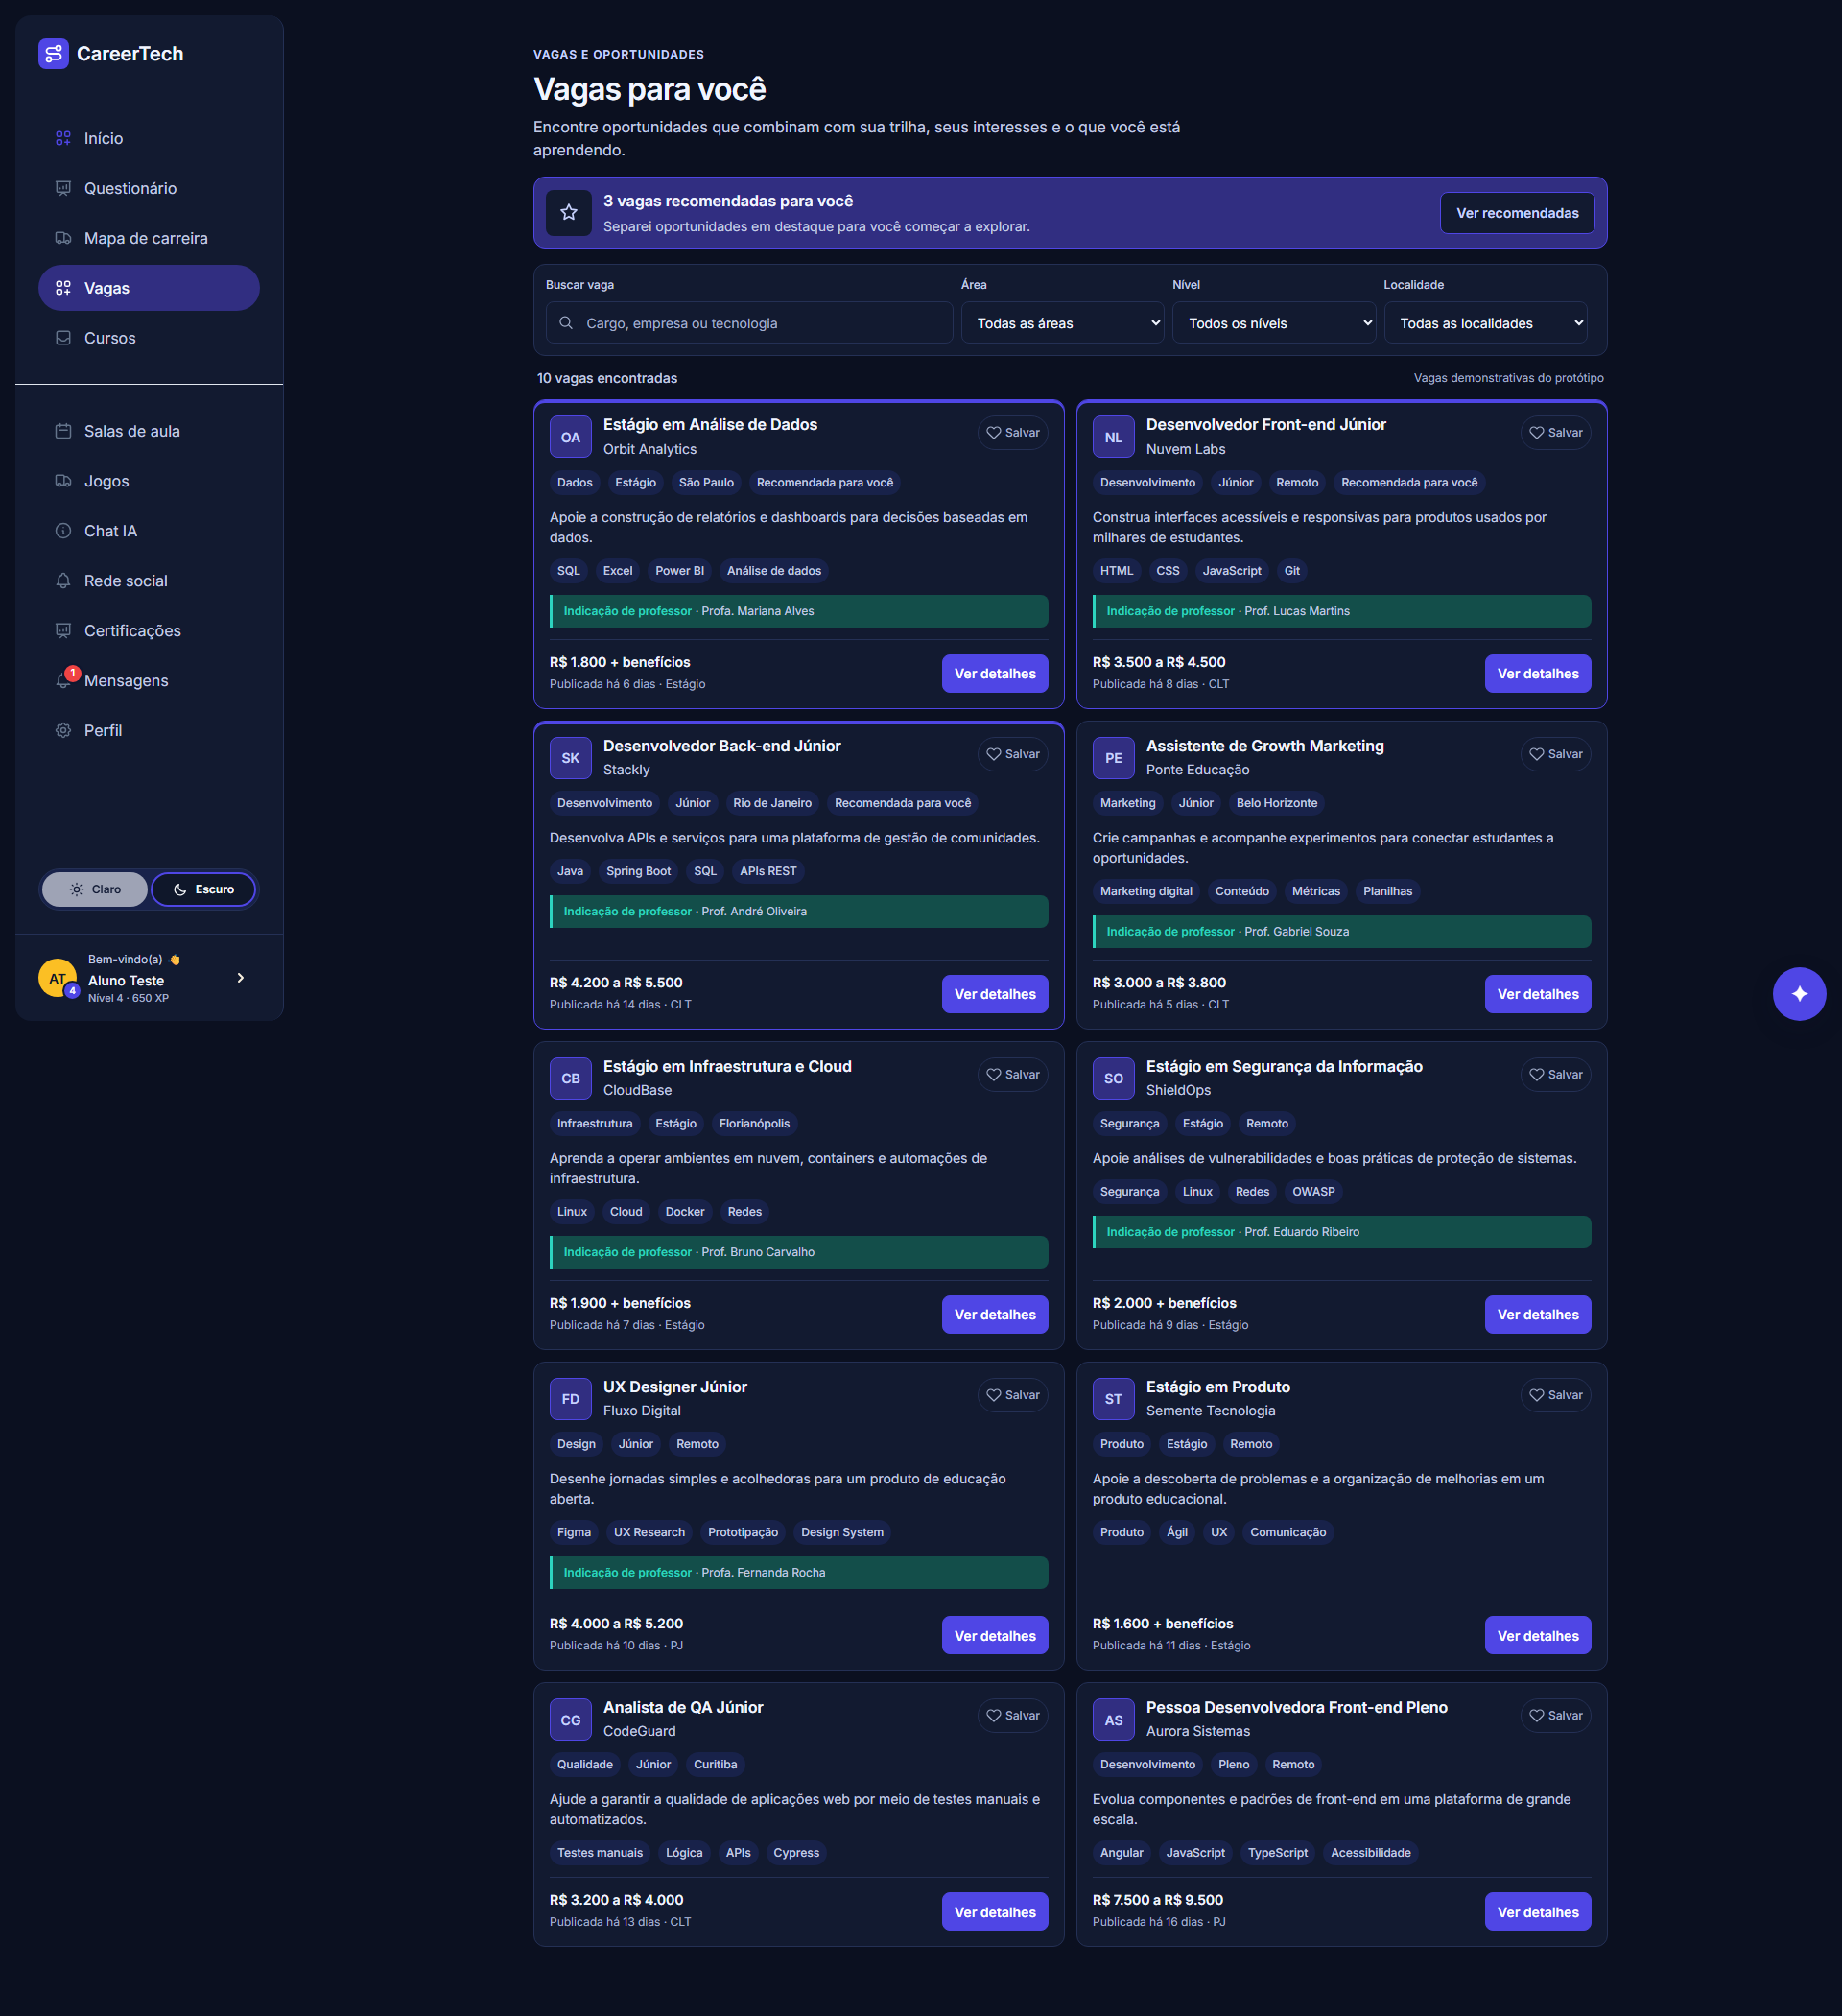 CareerTech
Início
Questionário
Mapa de carreira
Vagas
Cursos
Salas de aula
Jogos
Chat IA
Rede social
Certificações
1
Mensagens
Perfil
Claro
Escuro
AT
4
Bem-vindo(a) 👋
Aluno Teste
Nível 4 · 650 XP
VAGAS E OPORTUNIDADES
Vagas para você
Encontre oportunidades que combinam com sua trilha, seus interesses e o que você está
aprendendo.
3 vagas recomendadas para você
Separei oportunidades em destaque para você começar a explorar.
Ver recomendadas
Buscar vaga
Cargo, empresa ou tecnologia
Área
Todas as áreas
Nível
Todos os níveis
Localidade
Todas as localidades
10 vagas encontradas
Vagas demonstrativas do protótipo
OA
Estágio em Análise de Dados
Orbit Analytics
Salvar
Dados Estágio São Paulo Recomendada para você
Apoie a construção de relatórios e dashboards para decisões baseadas em
dados.
SQL Excel Power BI Análise de dados
Indicação de professor · Profa. Mariana Alves
R$ 1.800 + benefícios
Publicada há 6 dias · Estágio
Ver detalhes
NL
Desenvolvedor Front-end Júnior
Nuvem Labs
Salvar
Desenvolvimento Júnior Remoto Recomendada para você
Construa interfaces acessíveis e responsivas para produtos usados por
milhares de estudantes.
HTML CSS JavaScript Git
Indicação de professor · Prof. Lucas Martins
R$ 3.500 a R$ 4.500
Publicada há 8 dias · CLT
Ver detalhes
SK
Desenvolvedor Back-end Júnior
Stackly
Salvar
Desenvolvimento Júnior Rio de Janeiro Recomendada para você
Desenvolva APIs e serviços para uma plataforma de gestão de comunidades.
Java Spring Boot SQL APIs REST
Indicação de professor · Prof. André Oliveira
R$ 4.200 a R$ 5.500
Publicada há 14 dias · CLT
Ver detalhes
PE
Assistente de Growth Marketing
Ponte Educação
Salvar
Marketing Júnior Belo Horizonte
Crie campanhas e acompanhe experimentos para conectar estudantes a
oportunidades.
Marketing digital Conteúdo Métricas Planilhas
Indicação de professor · Prof. Gabriel Souza
R$ 3.000 a R$ 3.800
Publicada há 5 dias · CLT
Ver detalhes
CB
Estágio em Infraestrutura e Cloud
CloudBase
Salvar
Infraestrutura Estágio Florianópolis
Aprenda a operar ambientes em nuvem, containers e automações de
infraestrutura.
Linux Cloud Docker Redes
Indicação de professor · Prof. Bruno Carvalho
R$ 1.900 + benefícios
Publicada há 7 dias · Estágio
Ver detalhes
SO
Estágio em Segurança da Informação
ShieldOps
Salvar
Segurança Estágio Remoto
Apoie análises de vulnerabilidades e boas práticas de proteção de sistemas.
Segurança Linux Redes OWASP
Indicação de professor · Prof. Eduardo Ribeiro
R$ 2.000 + benefícios
Publicada há 9 dias · Estágio
Ver detalhes
FD
UX Designer Júnior
Fluxo Digital
Salvar
Design Júnior Remoto
Desenhe jornadas simples e acolhedoras para um produto de educação
aberta.
Figma UX Research Prototipação Design System
Indicação de professor · Profa. Fernanda Rocha
R$ 4.000 a R$ 5.200
Publicada há 10 dias · PJ
Ver detalhes
ST
Estágio em Produto
Semente Tecnologia
Salvar
Produto Estágio Remoto
Apoie a descoberta de problemas e a organização de melhorias em um
produto educacional.
Produto Ágil UX Comunicação
R$ 1.600 + benefícios
Publicada há 11 dias · Estágio
Ver detalhes
CG
Analista de QA Júnior
CodeGuard
Salvar
Qualidade Júnior Curitiba
Ajude a garantir a qualidade de aplicações web por meio de testes manuais e
automatizados.
Testes manuais Lógica APIs Cypress
R$ 3.200 a R$ 4.000
Publicada há 13 dias · CLT
Ver detalhes
AS
Pessoa Desenvolvedora Front-end Pleno
Aurora Sistemas
Salvar
Desenvolvimento Pleno Remoto
Evolua componentes e padrões de front-end em uma plataforma de grande
escala.
Angular JavaScript TypeScript Acessibilidade
R$ 7.500 a R$ 9.500
Publicada há 16 dias · PJ
Ver detalhes